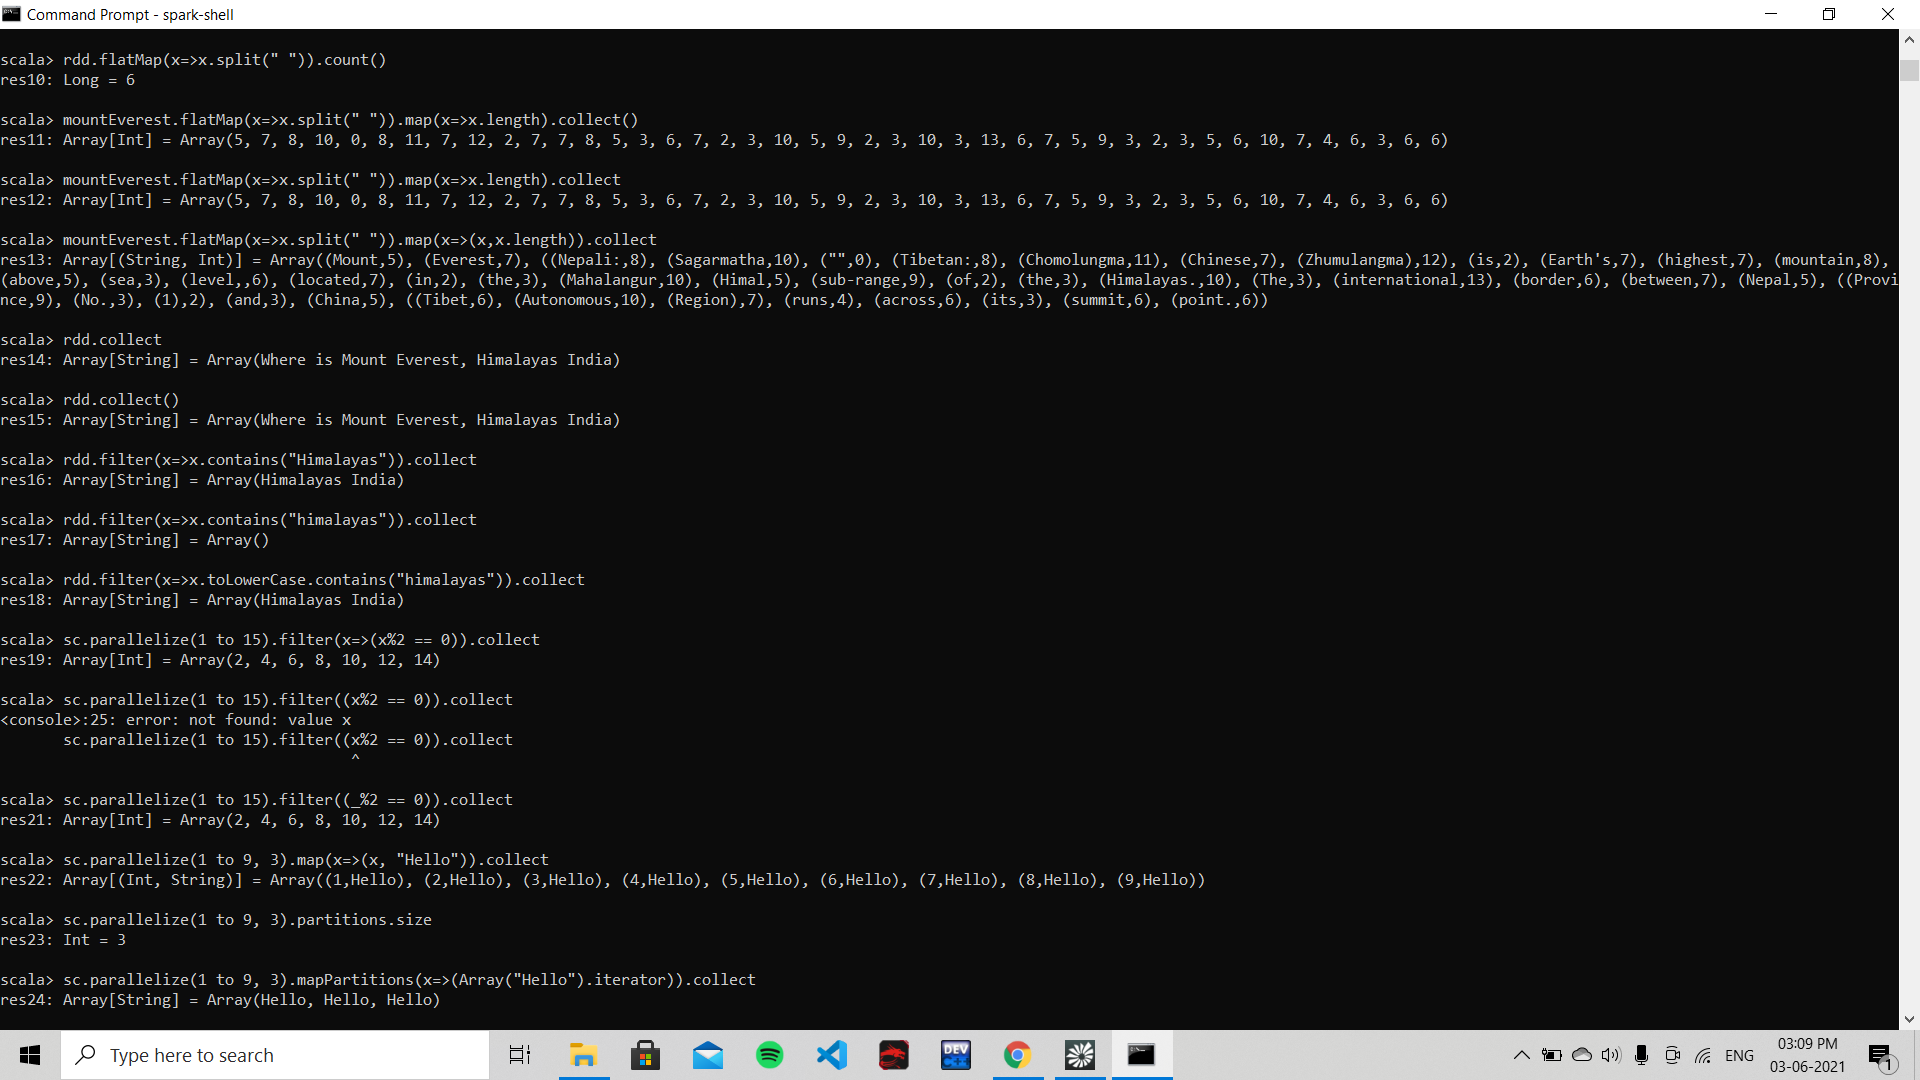 Command Prompt - spark-shell
scala> rdd.flatMap(x=>x.split(" ")).count()
res10: Long = 6
scala> mountEverest.flatMap(x=>x.split(" ")).map(x=>x.length).collect()
res11: Array[Int] = Array(5, 7, 8, 10, 0, 8, 11, 7, 12, 2, 7, 7, 8, 5, 3, 6, 7, 2, 3, 10, 5, 9, 2, 3, 10, 3, 13, 6, 7, 5, 9, 3, 2, 3, 5, 6, 10, 7, 4, 6, 3, 6, 6)
scala> mountEverest.flatMap(x=>x.split(" ")).map(x=>x.length).collect
res12: Array[Int] = Array(5, 7, 8, 10, 0, 8, 11, 7, 12, 2, 7, 7, 8, 5, 3, 6, 7, 2, 3, 10, 5, 9, 2, 3, 10, 3, 13, 6, 7, 5, 9, 3, 2, 3, 5, 6, 10, 7, 4, 6, 3, 6, 6)
scala> mountEverest.flatMap(x=>x.split(" ")).map(x=>(x,x.length)).collect
res13: Array[(String, Int)] = Array((Mount,5), (Everest,7), ((Nepali:,8), (Sagarmatha,10), ("",0), (Tibetan:,8), (Chomolungma,11), (Chinese,7), (Zhumulangma),12), (is,2), (Earth's,7), (highest,7), (mountain,8),
(above,5), (sea,3), (level,,6), (located,7), (in,2), (the,3), (Mahalangur,10), (Himal,5), (sub-range,9), (of,2), (the,3), (Himalayas.,10), (The,3), (international,13), (border,6), (between,7), (Nepal,5), ((Provi
nce,9), (No.,3), (1),2), (and,3), (China,5), ((Tibet,6), (Autonomous,10), (Region),7), (runs,4), (across,6), (its,3), (summit,6), (point.,6))
scala> rdd.collect
res14: Array[String] = Array(Where is Mount Everest, Himalayas India)
scala> rdd.collect()
res15: Array[String] = Array(Where is Mount Everest, Himalayas India)
scala> rdd.filter(x=>x.contains("Himalayas")).collect
res16: Array[String] = Array(Himalayas India)
scala> rdd.filter(x=>x.contains("himalayas")).collect
res17: Array[String] = Array()
scala> rdd.filter(x=>x.toLowerCase.contains("himalayas")).collect
res18: Array[String] = Array(Himalayas India)
scala> sc.parallelize(1 to 15).filter(x=>(x%2 == 0)).collect
res19: Array[Int] = Array(2, 4, 6, 8, 10, 12, 14)
scala> sc.parallelize(1 to 15).filter((x%2 == 0)).collect
<console>:25: error: not found: value x
sc.parallelize(1 to 15).filter((x%2 == 0)).collect
^
scala> sc.parallelize(1 to 15).filter((_%2 == 0)).collect
res21: Array[Int] = Array(2, 4, 6, 8, 10, 12, 14)
scala> sc.parallelize(1 to 9, 3).map(x=>(x, "Hello")).collect
res22: Array[(Int, String)] = Array((1,Hello), (2,Hello), (3,Hello), (4,Hello), (5,Hello), (6,Hello), (7,Hello), (8,Hello), (9,Hello))
scala> sc.parallelize(1 to 9, 3).partitions.size
res23: Int = 3
scala> sc.parallelize(1 to 9, 3).mapPartitions(x=>(Array("Hello").iterator)).collect
res24: Array[String] = Array(Hello, Hello, Hello)
Type here to search
DEV
C++
ENG
03:09 PM
03-06-2021
1